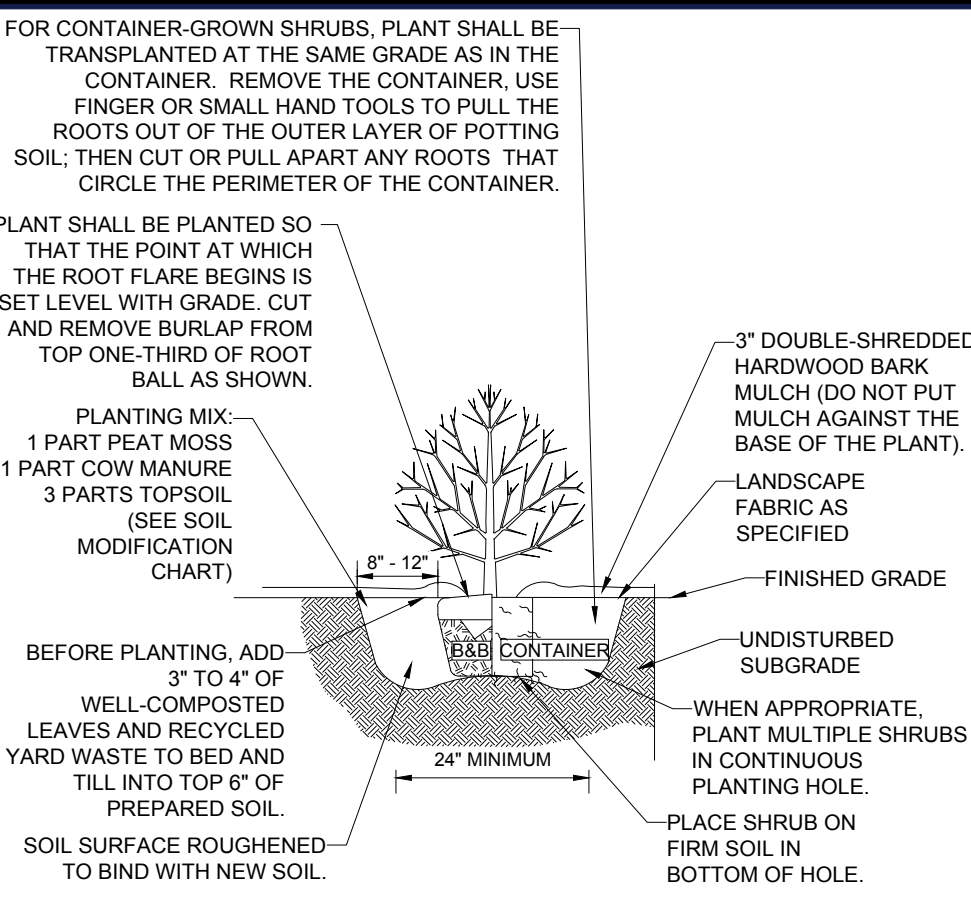 FOR CONTAINER-GROWN SHRUBS, PLANT SHALL BE
TRANSPLANTED AT THE SAME GRADE AS IN THE
CONTAINER. REMOVE THE CONTAINER, USE
FINGER OR SMALL HAND TOOLS TO PULL THE
ROOTS OUT OF THE OUTER LAYER OF POTTING
SOIL; THEN CUT OR PULL APART ANY ROOTS THAT
CIRCLE THE PERIMETER OF THE CONTAINER.
PLANT SHALL BE PLANTED SO
THAT THE POINT AT WHICH
THE ROOT FLARE BEGINS IS
SET LEVEL WITH GRADE. CUT
AND REMOVE BURLAP FROM
TOP ONE-THIRD OF ROOT
BALL AS SHOWN.
PLANTING MIX:
1 PART PEAT MOSS
1 PART COW MANURE
3 PARTS TOPSOIL
(SEE SOIL
MODIFICATION
CHART)
8" - 12"
BEFORE PLANTING, ADD
3" TO 4" OF
WELL-COMPOSTED
LEAVES AND RECYCLED
YARD WASTE TO BED AND
TILL INTO TOP 6" OF
PREPARED SOIL.
SOIL SURFACE ROUGHENED
TO BIND WITH NEW SOIL.
B&B
CONTAINER
24" MINIMUM
3" DOUBLE-SHREDDED
HARDWOOD BARK
MULCH (DO NOT PUT
MULCH AGAINST THE
BASE OF THE PLANT).
LANDSCAPE
FABRIC AS
SPECIFIED
FINISHED GRADE
UNDISTURBED
SUBGRADE
WHEN APPROPRIATE,
PLANT MULTIPLE SHRUBS
IN CONTINUOUS
PLANTING HOLE.
PLACE SHRUB ON
FIRM SOIL IN
BOTTOM OF HOLE.